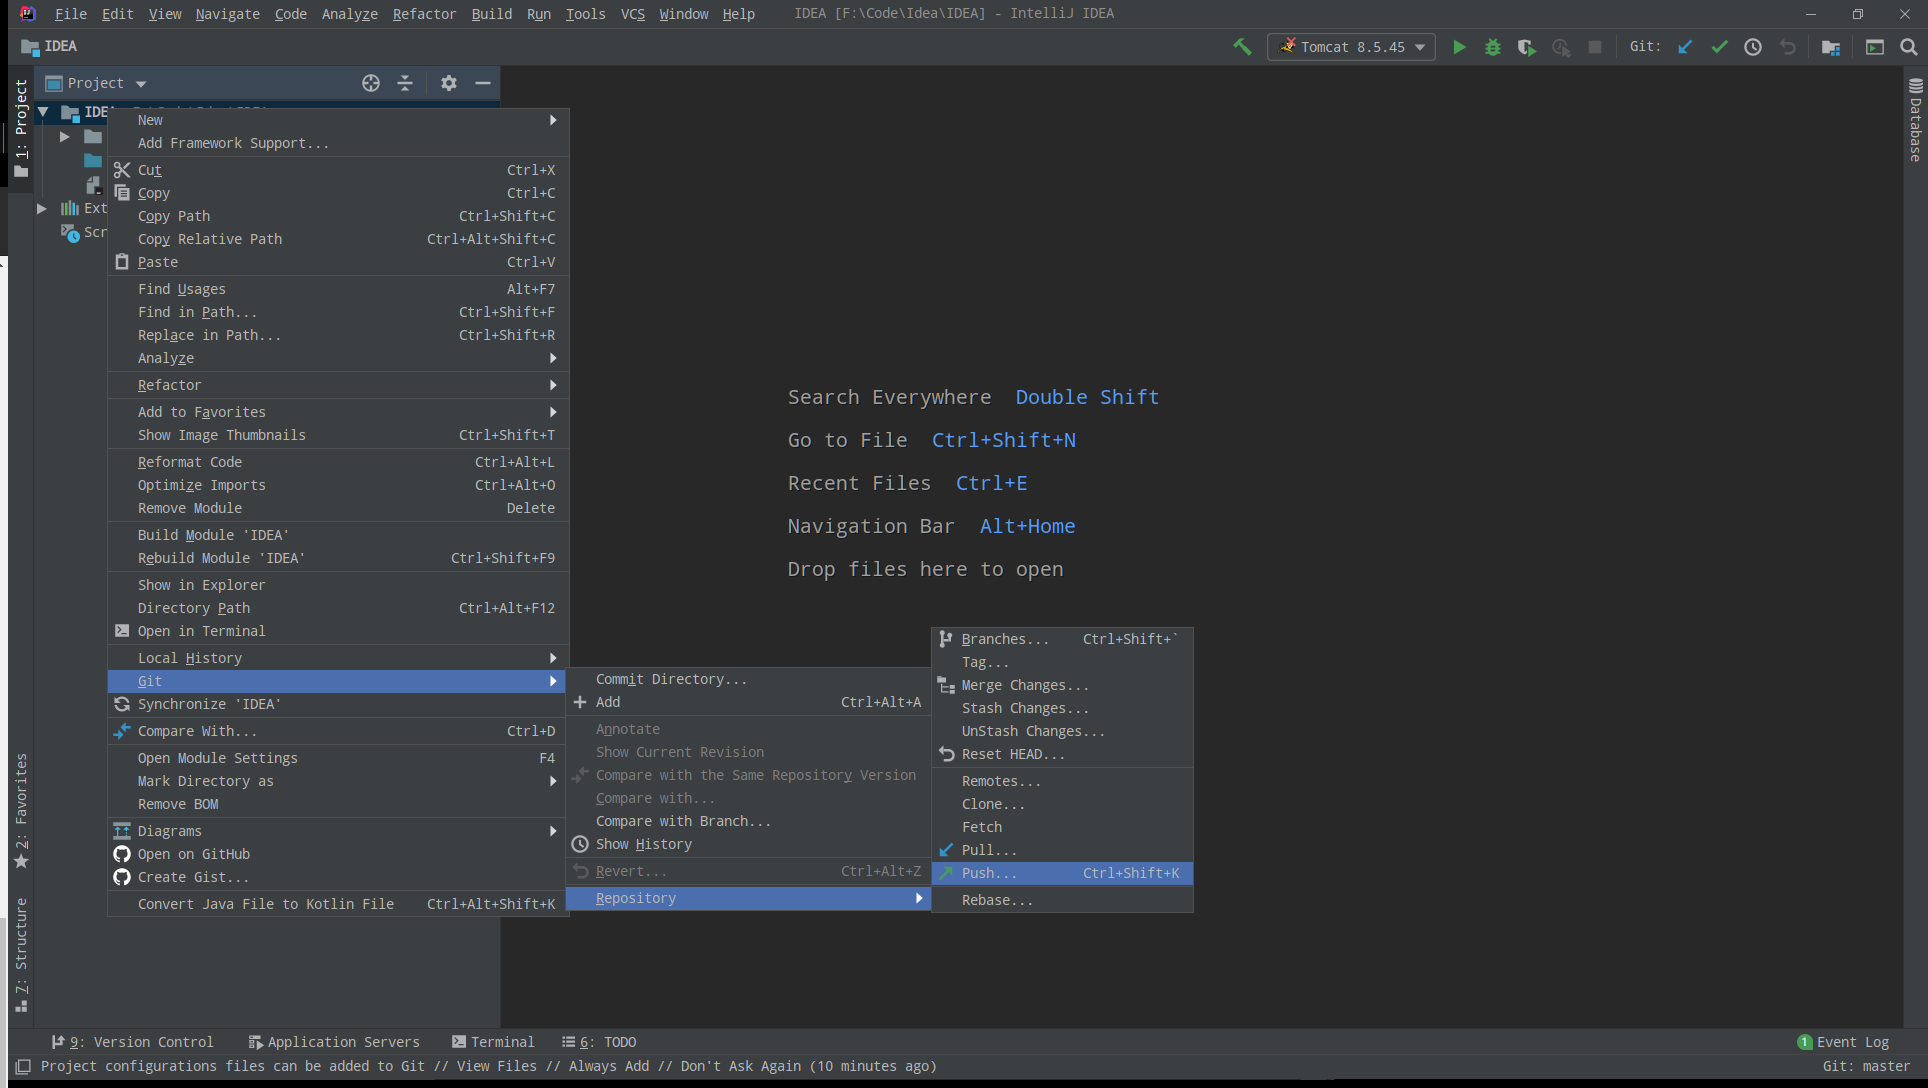 File Edit View Navigate Code Analyze Refactor Build Run Tools VCS Window Help IDEA [F:\Code\Idea\IDEA] - IntelliJ IDEA
IDEA Tomcat 8.5.45 Git:
Project
1: Project
Database
IDEA
New
Add Framework Support...
Cut Ctrl+X
Copy Ctrl+C
Copy Path Ctrl+Shift+C
Ext
Scr
Copy Relative Path Ctrl+Alt+Shift+C
Paste Ctrl+V
Find Usages Alt+F7
Find in Path... Ctrl+Shift+F
Replace in Path... Ctrl+Shift+R
Analyze
Refactor
Add to Favorites
Show Image Thumbnails Ctrl+Shift+T
Reformat Code Ctrl+Alt+L
Optimize Imports Ctrl+Alt+O
Remove Module Delete
Build Module 'IDEA'
Rebuild Module 'IDEA' Ctrl+Shift+F9
Show in Explorer
Directory Path Ctrl+Alt+F12
Open in Terminal
Local History
Git
Synchronize 'IDEA'
Compare With... Ctrl+D
Open Module Settings F4
Mark Directory as
Remove BOM
Diagrams
Open on GitHub
Create Gist...
Convert Java File to Kotlin File Ctrl+Alt+Shift+K
Search Everywhere Double Shift
Go to File Ctrl+Shift+N
Recent Files Ctrl+E
Navigation Bar Alt+Home
Drop files here to open
Commit Directory...
Add Ctrl+Alt+A
Annotate
Show Current Revision
Compare with the Same Repository Version
Compare with...
Compare with Branch...
Show History
Revert... Ctrl+Alt+Z
Repository
Branches... Ctrl+Shift+`
Tag...
Merge Changes...
Stash Changes...
UnStash Changes...
Reset HEAD...
Remotes...
Clone...
Fetch
Pull...
Push... Ctrl+Shift+K
Rebase...
2: Favorites
7: Structure
9: Version Control Application Servers Terminal 6: TODO 1 Event Log
Project configurations files can be added to Git // View Files // Always Add // Don't Ask Again (10 minutes ago) Git: master